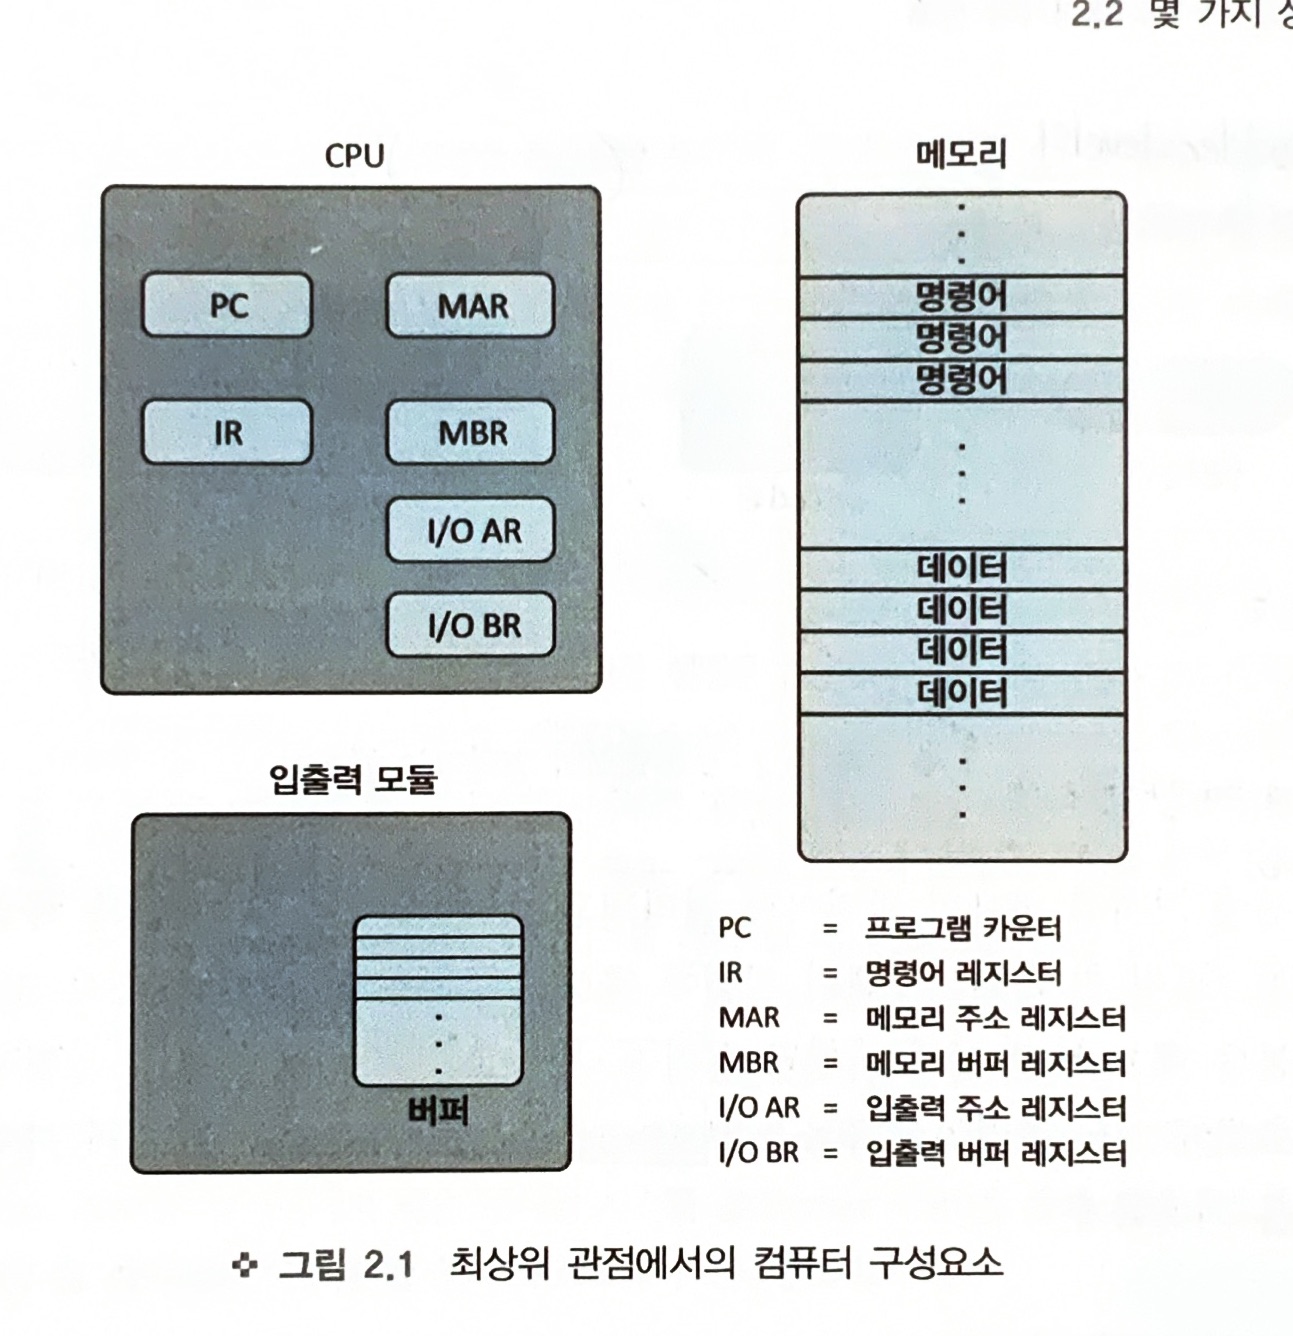 2.2 몇 가지
CPU
PC
MAR
IR
MBR
I/O AR
I/O BR
메모리
명령어
명령어
명령어
데이터
데이터
데이터
데이터
입출력 모듈
버퍼
PC = 프로그램 카운터
IR = 명령어 레지스터
MAR = 메모리 주소 레지스터
MBR = 메모리 버퍼 레지스터
I/O AR = 입출력 주소 레지스터
I/O BR = 입출력 버퍼 레지스터
그림 2.1 최상위 관점에서의 컴퓨터 구성요소